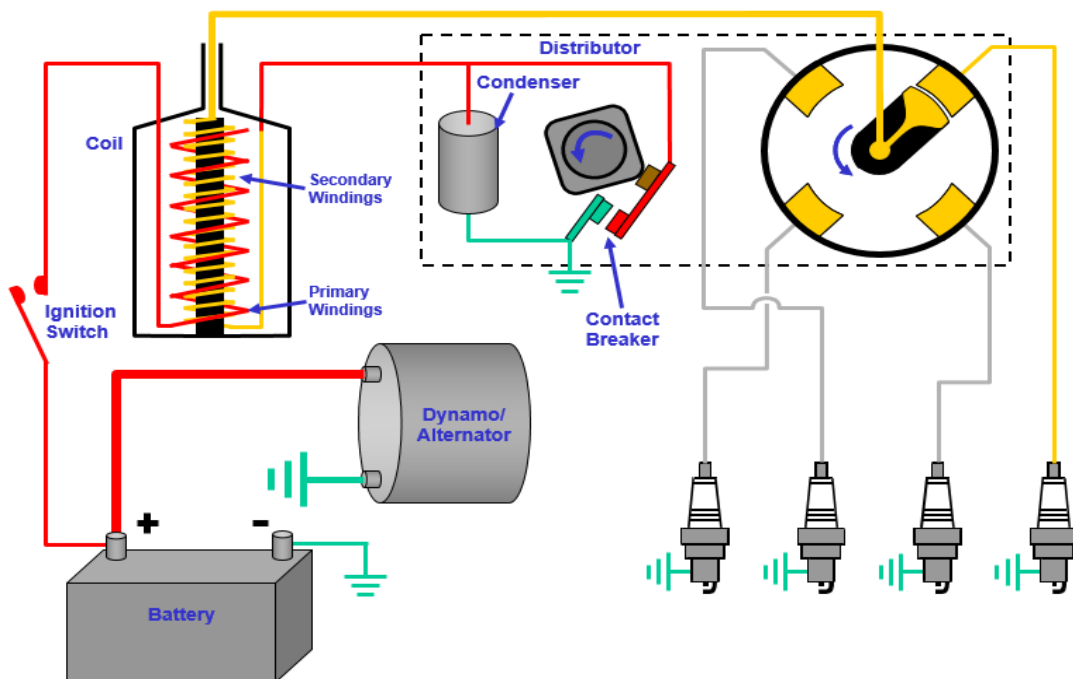 Distributor
Condenser
Coil
Secondary
Windings
Primary
Windings
Ignition
Switch
Contact
Breaker
Dynamo/
Alternator
+
-
Battery